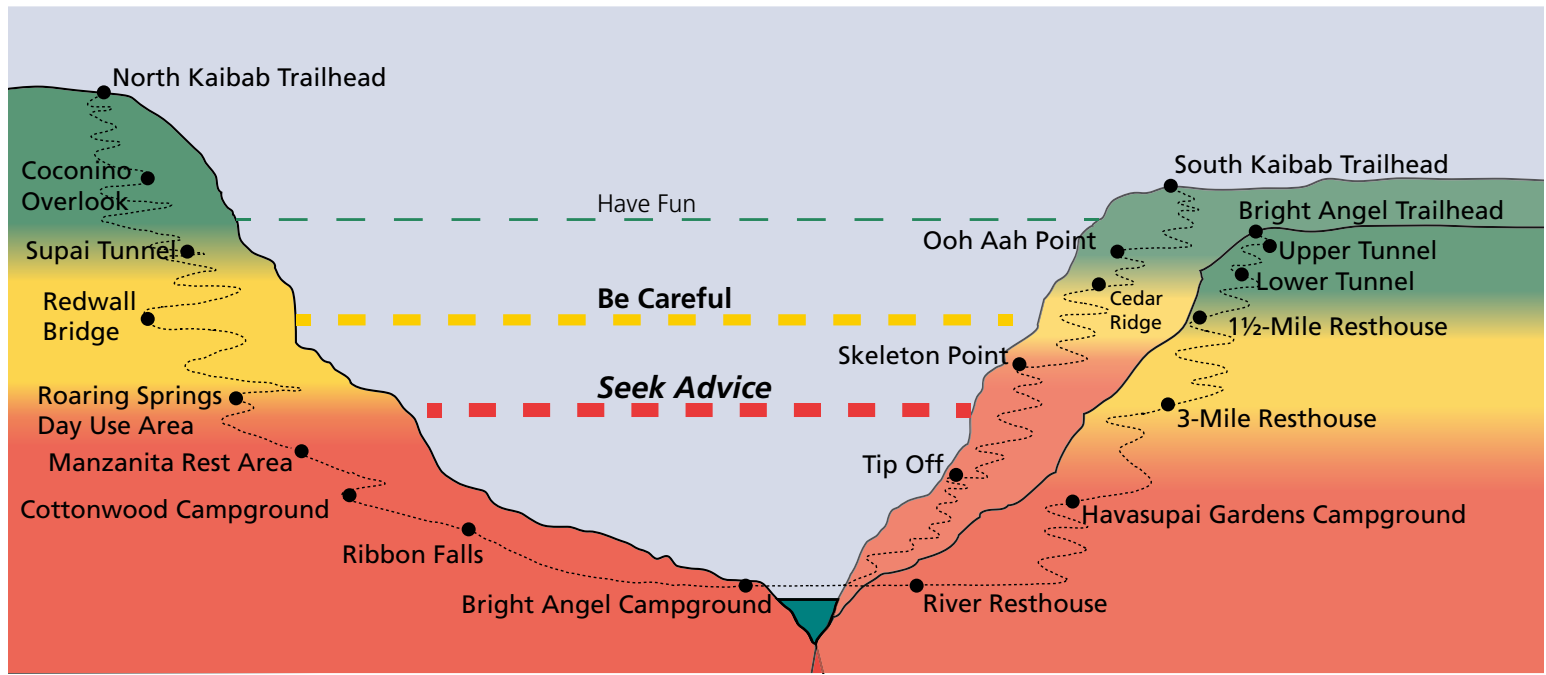 North Kaibab Trailhead
Coconino
Overlook
Supai Tunnel
Redwall
Bridge
Roaring Springs
Day Use Area
Manzanita Rest Area
Cottonwood Campground
Ribbon Falls
Bright Angel Campground
Have Fun
Be Careful
Seek Advice
South Kaibab Trailhead
Ooh Aah Point
Cedar
Ridge
Skeleton Point
Tip Off
Bright Angel Trailhead
Upper Tunnel
Lower Tunnel
1½-Mile Resthouse
3-Mile Resthouse
Havasupai Gardens Campground
River Resthouse